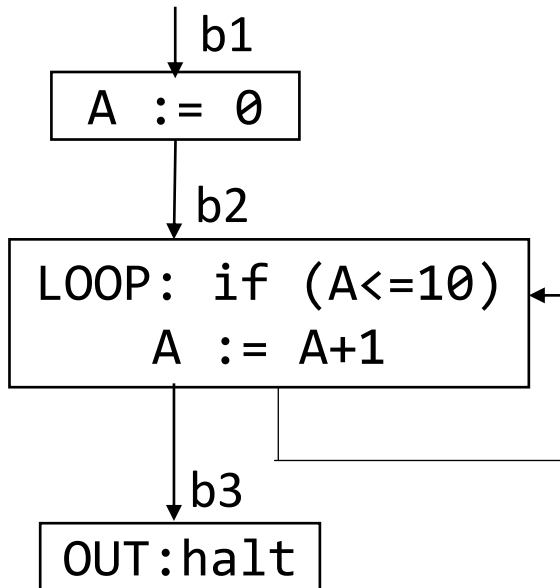 b1
A := 0
b2
LOOP: if (A<=10)
A := A+1
b3
OUT:halt